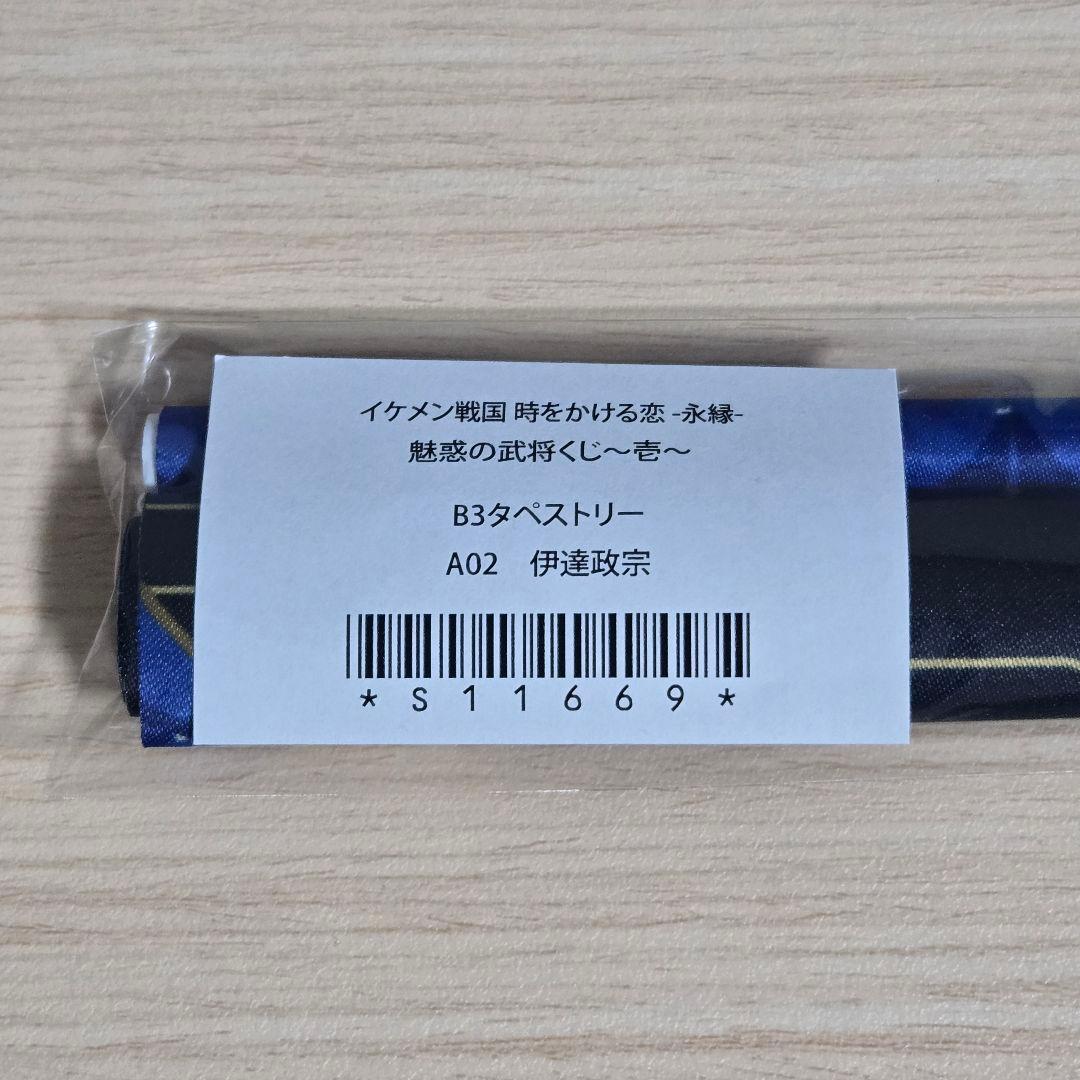 イケメン戦国 時をかける恋 -永縁-
魅惑の武将くじ～壱～
B3タペストリー
A02　伊達政宗
*S11669*